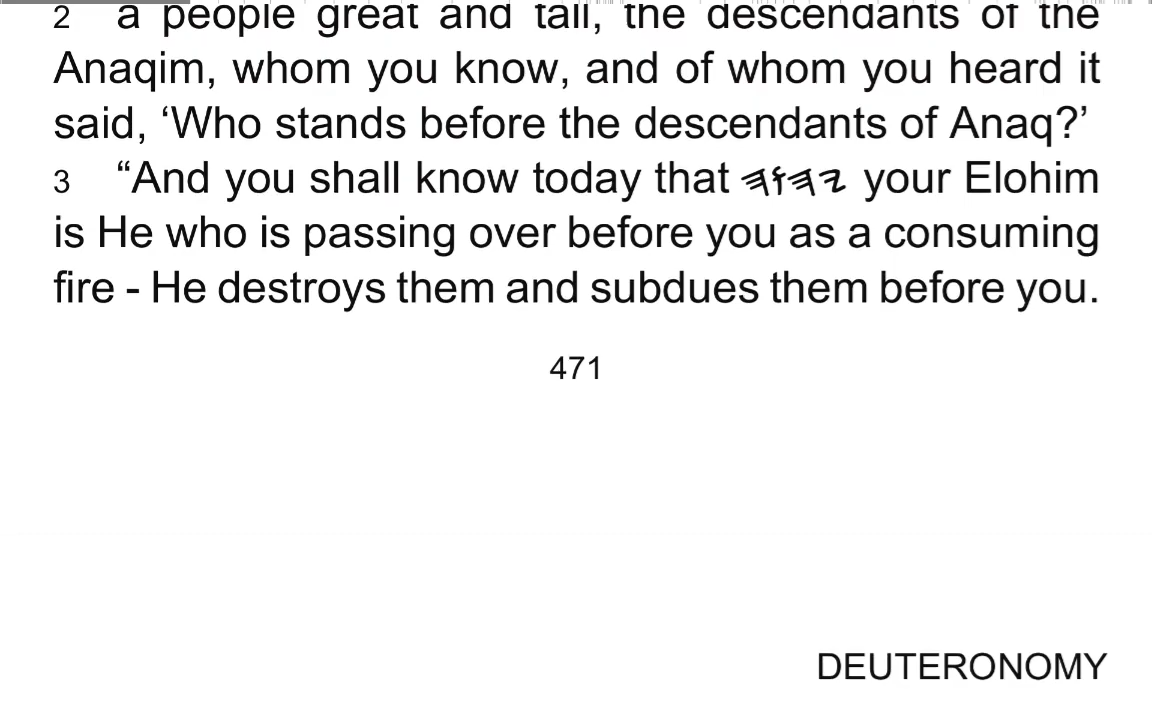 2 a people great and tall, the descendants of the
Anaqim, whom you know, and of whom you heard it
said, ‘Who stands before the descendants of Anaq?’
3 “And you shall know today that 𐤉𐤄𐤅𐤄 your Elohim
is He who is passing over before you as a consuming
fire - He destroys them and subdues them before you.
471
DEUTERONOMY